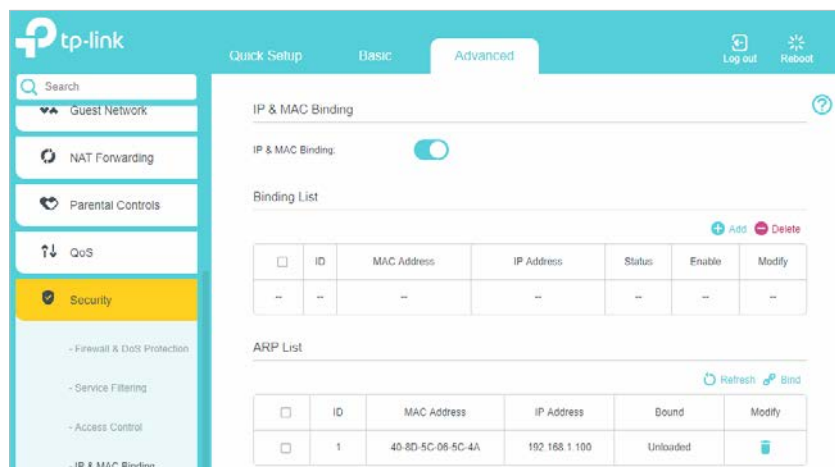 tp-link
Quick Setup Basic Advanced Log out Reboot
Search
Guest Network
NAT Forwarding
Parental Controls
QoS
Security
- Firewall & DoS Protection
- Service Filtering
- Access Control
- IP & MAC Binding
IP & MAC Binding
IP & MAC Binding:
Binding List
Add Delete
ID MAC Address IP Address Status Enable Modify
-- -- -- -- -- -- --
ARP List
Refresh Bind
ID MAC Address IP Address Bound Modify
1 40-8D-5C-06-5C-4A 192.168.1.100 Unloaded